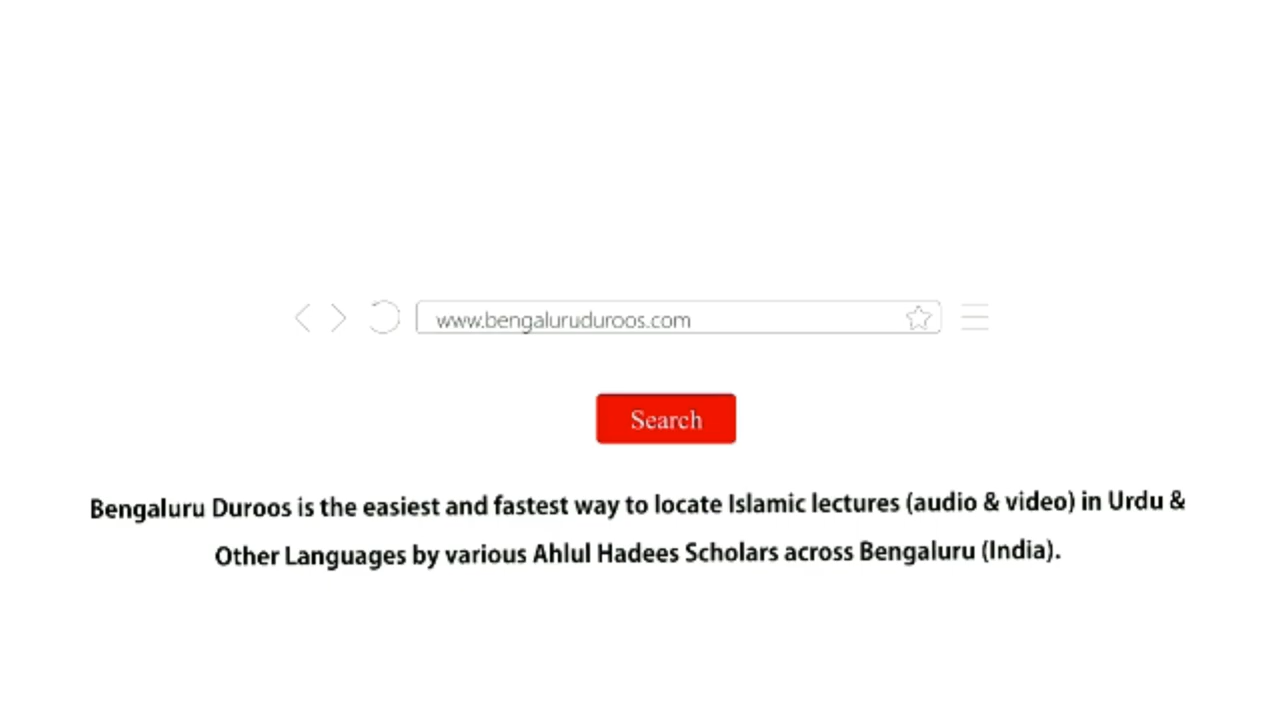 www.bengaluruduroos.com
Search
Bengaluru Duroos is the easiest and fastest way to locate Islamic lectures (audio & video) in Urdu &
Other Languages by various Ahlul Hadees Scholars across Bengaluru (India).